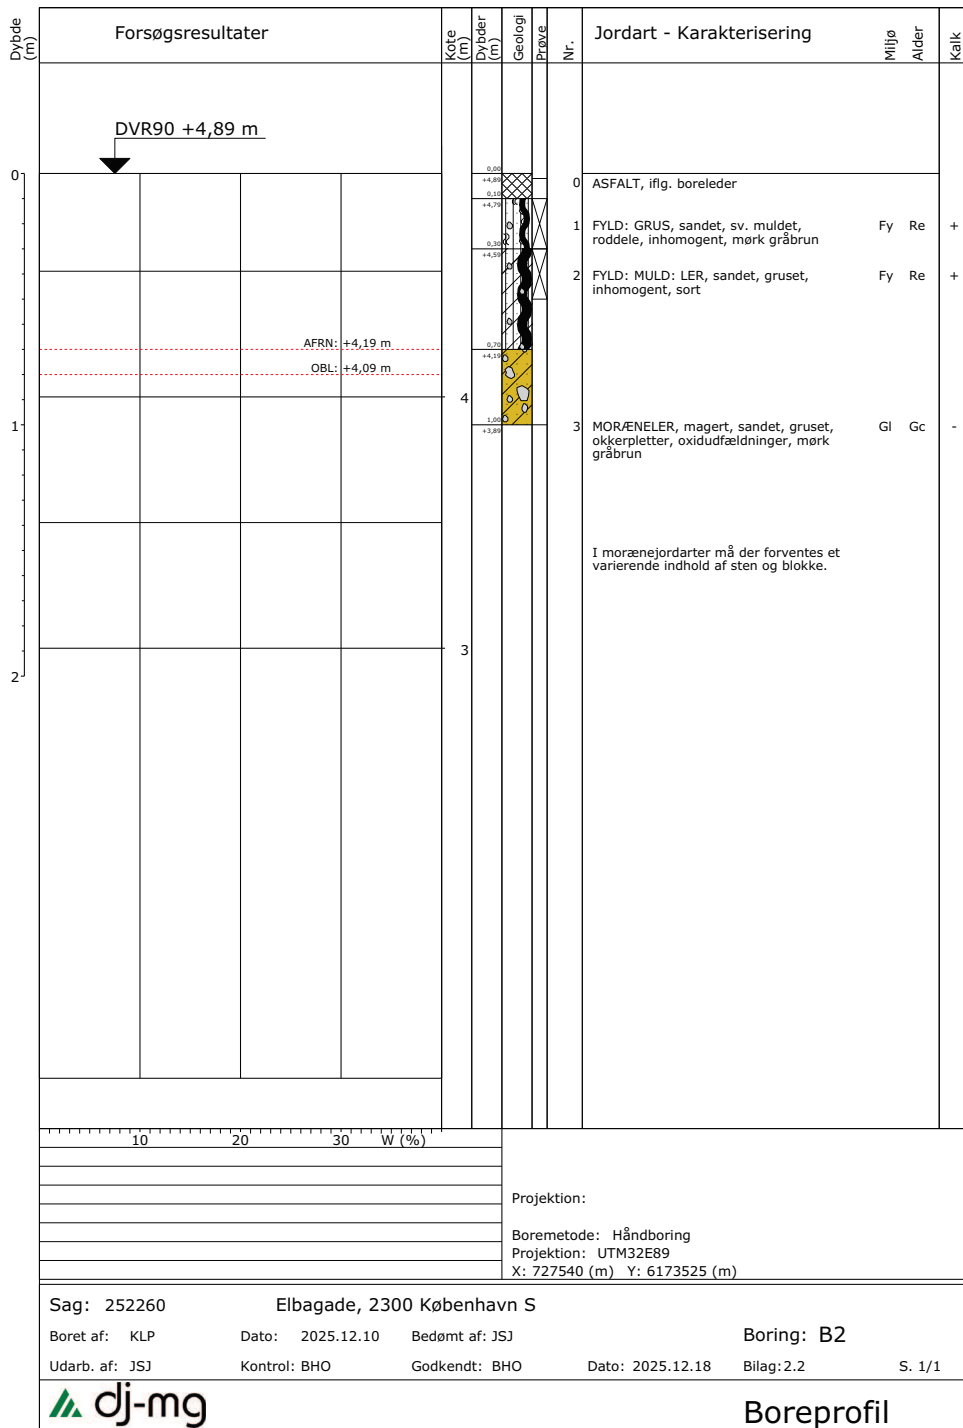 Dybde (m)
Forsøgsresultater
Kote (m)
Dybder (m)
Geologi
Prøve
Nr.
Jordart - Karakterisering
Miljø
Alder
Kalk
DVR90 +4,89 m
0
0,00
+4,89
0 ASFALT, iflg. boreleder
0,10
+4,79
1 FYLD: GRUS, sandet, sv. muldet, Fy Re +
roddele, inhomogent, mørk gråbrun
0,30
+4,59
2 FYLD: MULD: LER, sandet, gruset, Fy Re +
inhomogent, sort
AFRN: +4,19 m
0,70
+4,19
OBL: +4,09 m
4
1
1,00
+3,89
3 MORÆNELER, magert, sandet, gruset, Gl Gc -
okkerpletter, oxidudfældninger, mørk
gråbrun
I morænejordarter må der forventes et
varierende indhold af sten og blokke.
3
2
10 20 30 W (%)
Projektion:
Boremetode: Håndboring
Projektion: UTM32E89
X: 727540 (m) Y: 6173525 (m)
Sag: 252260 Elbagade, 2300 København S
Boret af: KLP Dato: 2025.12.10 Bedømt af: JSJ Boring: B2
Udarb. af: JSJ Kontrol: BHO Godkendt: BHO Dato: 2025.12.18 Bilag: 2.2 S. 1/1
dj-mg
Boreprofil